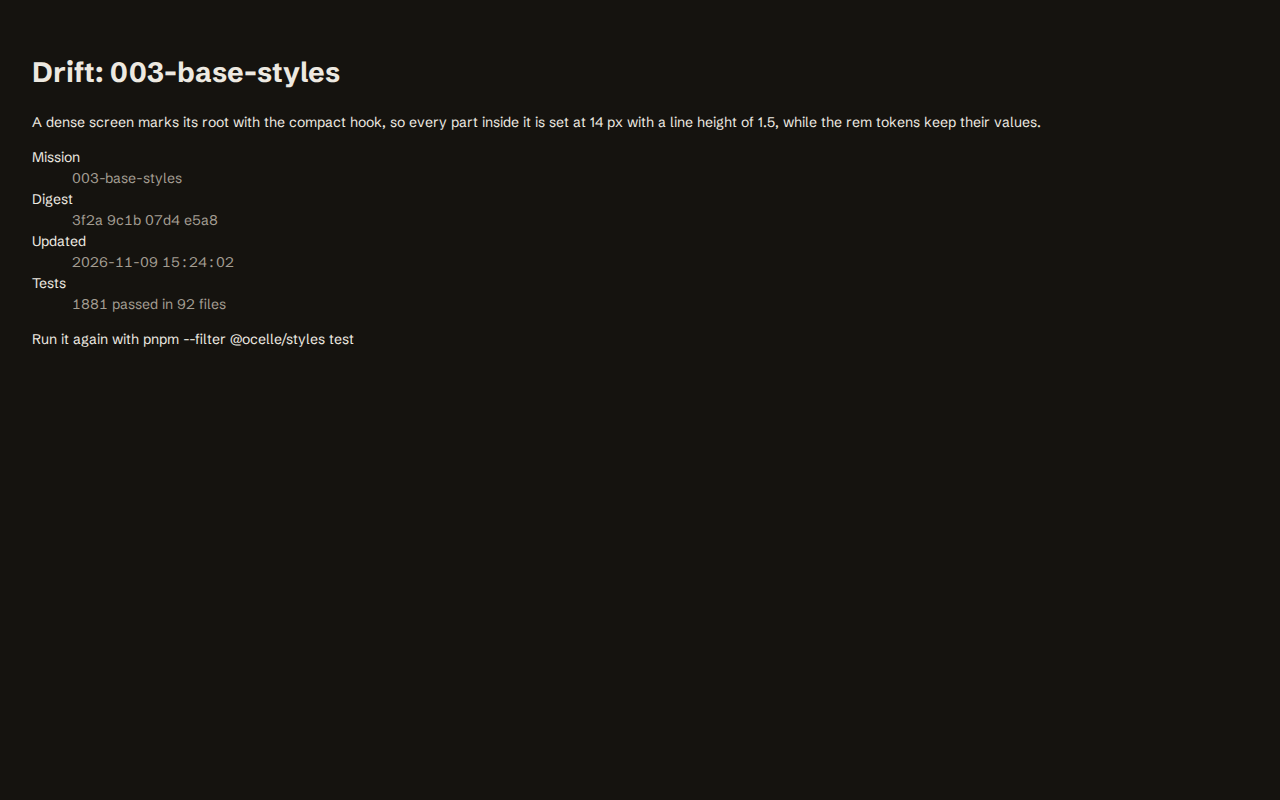 Drift: 003-base-styles
A dense screen marks its root with the compact hook, so every part inside it is set at 14 px with a line height of 1.5, while the rem tokens keep their values.
Mission
003-base-styles
Digest
3f2a 9c1b 07d4 e5a8
Updated
2026-11-09 15:24:02
Tests
1881 passed in 92 files
Run it again with pnpm --filter @ocelle/styles test